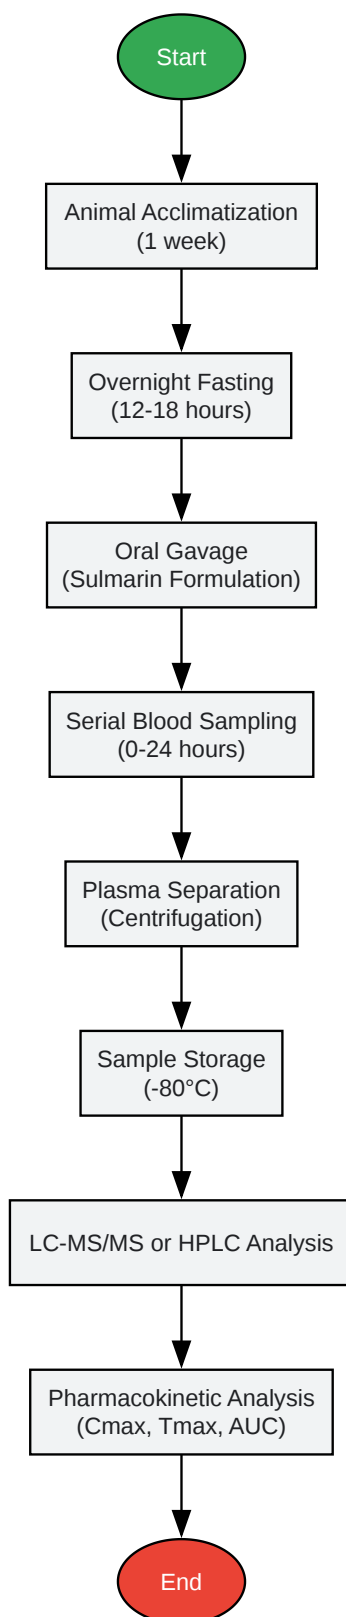 Start
Animal Acclimatization
(1 week)
Overnight Fasting
(12-18 hours)
Oral Gavage
(Sulmarin Formulation)
Serial Blood Sampling
(0-24 hours)
Plasma Separation
(Centrifugation)
Sample Storage
(-80°C)
LC-MS/MS or HPLC Analysis
Pharmacokinetic Analysis
(Cmax, Tmax, AUC)
End